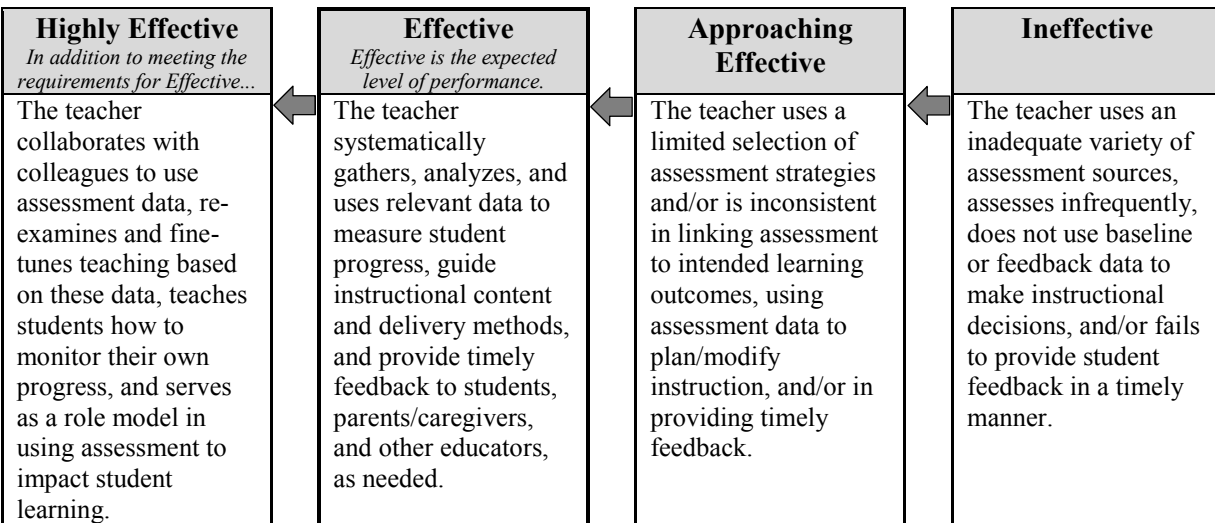 Highly Effective
In addition to meeting the
requirements for Effective...
The teacher
collaborates with
colleagues to use
assessment data, re-
examines and fine-
tunes teaching based
on these data, teaches
students how to
monitor their own
progress, and serves
as a role model in
using assessment to
impact student
learning.
Effective
Effective is the expected
level of performance.
The teacher
systematically
gathers, analyzes, and
uses relevant data to
measure student
progress, guide
instructional content
and delivery methods,
and provide timely
feedback to students,
parents/caregivers,
and other educators,
as needed.
Approaching
Effective
The teacher uses a
limited selection of
assessment strategies
and/or is inconsistent
in linking assessment
to intended learning
outcomes, using
assessment data to
plan/modify
instruction, and/or in
providing timely
feedback.
Ineffective
The teacher uses an
inadequate variety of
assessment sources,
assesses infrequently,
does not use baseline
or feedback data to
make instructional
decisions, and/or fails
to provide student
feedback in a timely
manner.